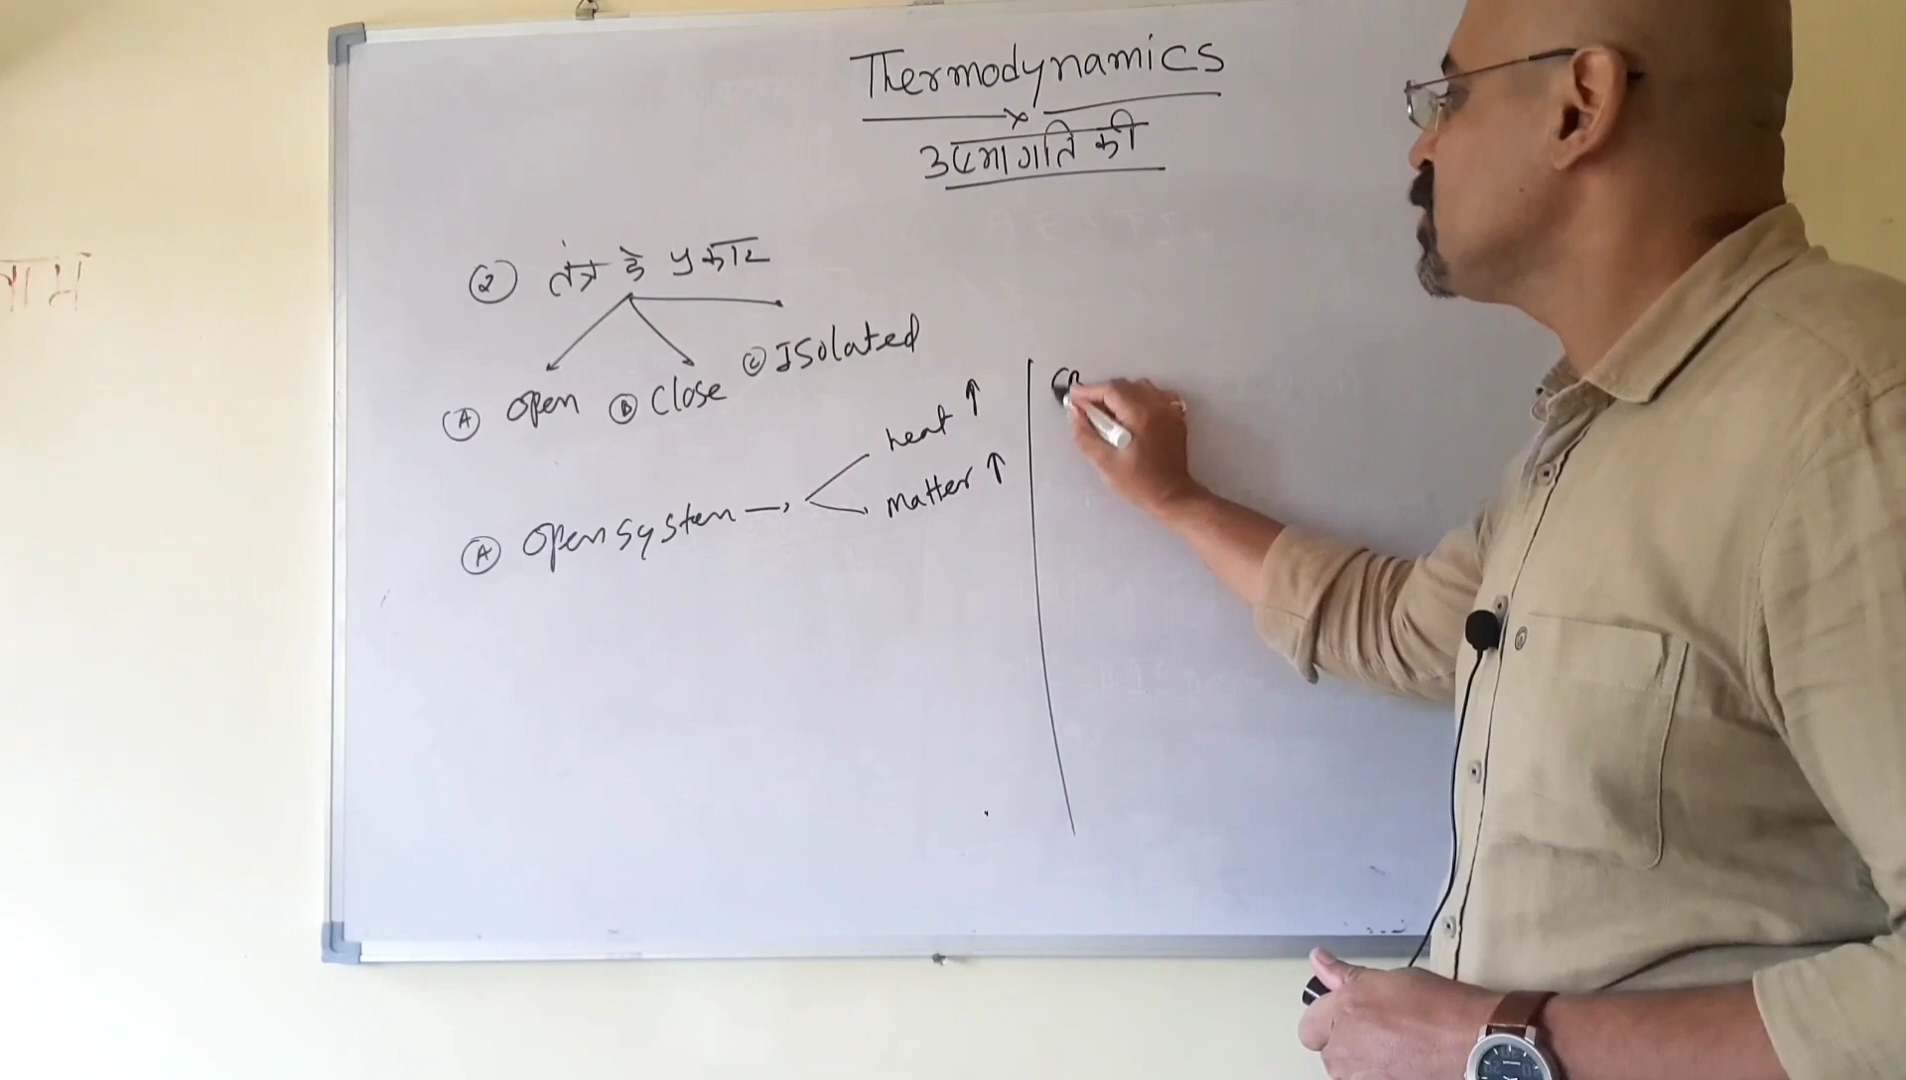 Thermodynamics
उष्मा गति की
② तंत्र के प्रकार
Ⓐ open Ⓑ Close Ⓒ Isolated
Ⓐ Open System → heat ↑
matter ↑